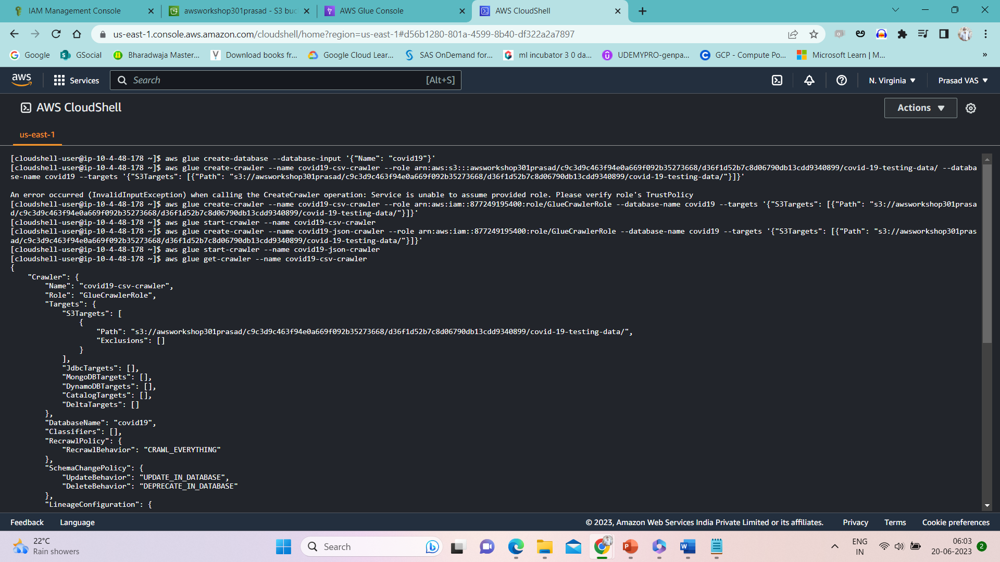 IAM Management Console
awsworkshop301prasad - S3 buc
AWS Glue Console
AWS CloudShell
us-east-1.console.aws.amazon.com/cloudshell/home?region=us-east-1#d56b1280-801a-4599-8b40-df322a2a7897
Google
GSocial
Bharadwaja Master...
Download books fr...
Google Cloud Lear...
SAS OnDemand for...
ml incubator 3 0 da...
UDEMYPRO-genpa...
GCP - Compute Po...
Microsoft Learn | M...
»
aws
Services
Search
[Alt+S]
N. Virginia
Prasad VAS
AWS CloudShell
Actions
us-east-1
[cloudshell-user@ip-10-4-48-178 ~]$ aws glue create-database --database-input '{"Name": "covid19"}'
[cloudshell-user@ip-10-4-48-178 ~]$ aws glue create-crawler --name covid19-csv-crawler --role arn:aws:s3:::awsworkshop301prasad/c9c3d9c463f94e0a669f092b35273668/d36f1d52b7c8d06790db13cdd9340899/covid-19-testing-data/ --databa
se-name covid19 --targets '{"S3Targets": [{"Path": "s3://awsworkshop301prasad/c9c3d9c463f94e0a669f092b35273668/d36f1d52b7c8d06790db13cdd9340899/covid-19-testing-data/"}]}'
An error occurred (InvalidInputException) when calling the CreateCrawler operation: Service is unable to assume provided role. Please verify role's TrustPolicy
[cloudshell-user@ip-10-4-48-178 ~]$ aws glue create-crawler --name covid19-csv-crawler --role arn:aws:iam::877249195400:role/GlueCrawlerRole --database-name covid19 --targets '{"S3Targets": [{"Path": "s3://awsworkshop301prasa
d/c9c3d9c463f94e0a669f092b35273668/d36f1d52b7c8d06790db13cdd9340899/covid-19-testing-data/"}]}'
[cloudshell-user@ip-10-4-48-178 ~]$ aws glue start-crawler --name covid19-csv-crawler
[cloudshell-user@ip-10-4-48-178 ~]$ aws glue create-crawler --name covid19-json-crawler --role arn:aws:iam::877249195400:role/GlueCrawlerRole --database-name covid19 --targets '{"S3Targets": [{"Path": "s3://awsworkshop301pras
ad/c9c3d9c463f94e0a669f092b35273668/d36f1d52b7c8d06790db13cdd9340899/covid-19-testing-data/"}]}'
[cloudshell-user@ip-10-4-48-178 ~]$ aws glue start-crawler --name covid19-json-crawler
[cloudshell-user@ip-10-4-48-178 ~]$ aws glue get-crawler --name covid19-csv-crawler
{
    "Crawler": {
        "Name": "covid19-csv-crawler",
        "Role": "GlueCrawlerRole",
        "Targets": {
            "S3Targets": [
                {
                    "Path": "s3://awsworkshop301prasad/c9c3d9c463f94e0a669f092b35273668/d36f1d52b7c8d06790db13cdd9340899/covid-19-testing-data/",
                    "Exclusions": []
                }
            ],
            "JdbcTargets": [],
            "MongoDBTargets": [],
            "DynamoDBTargets": [],
            "CatalogTargets": [],
            "DeltaTargets": []
        },
        "DatabaseName": "covid19",
        "Classifiers": [],
        "RecrawlPolicy": {
            "RecrawlBehavior": "CRAWL_EVERYTHING"
        },
        "SchemaChangePolicy": {
            "UpdateBehavior": "UPDATE_IN_DATABASE",
            "DeleteBehavior": "DEPRECATE_IN_DATABASE"
        },
        "LineageConfiguration": {
Feedback
Language
© 2023, Amazon Web Services India Private Limited or its affiliates.
Privacy
Terms
Cookie preferences
22°C
Rain showers
Search
ENG
IN
06:03
20-06-2023
2